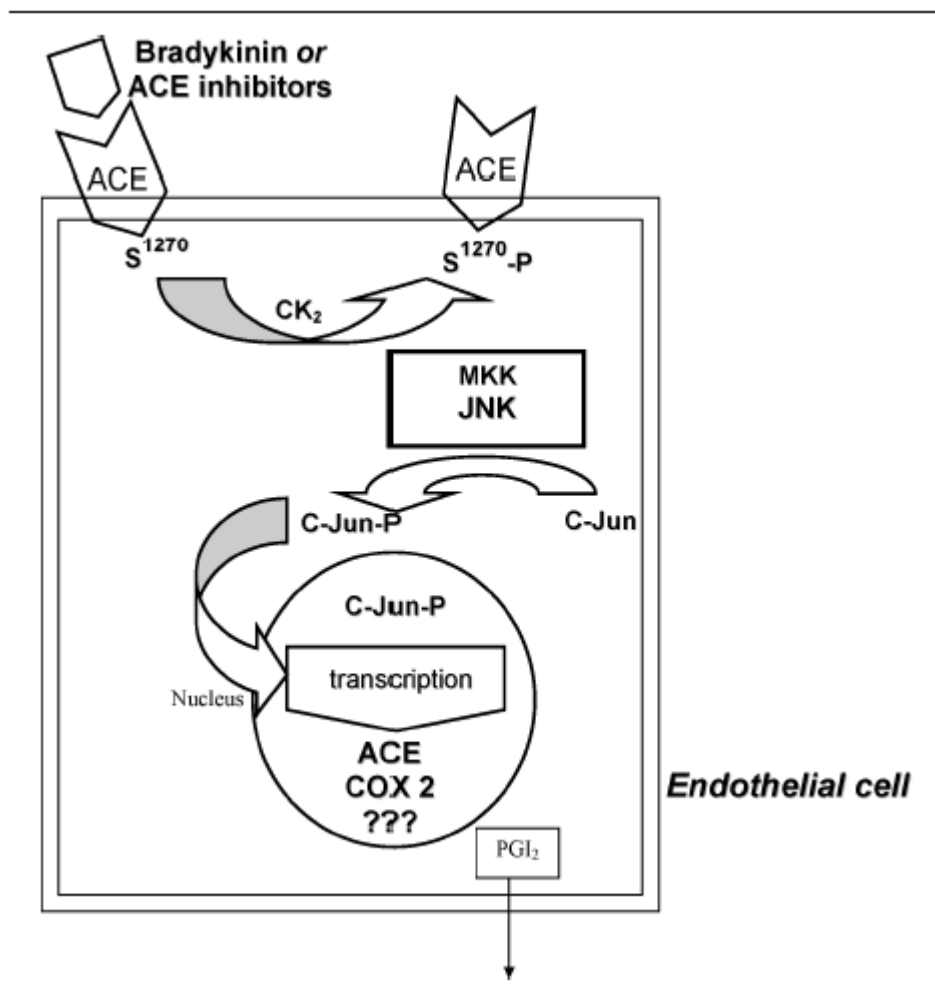 Bradykinin or
ACE inhibitors
ACE
ACE
S¹²⁷⁰
S¹²⁷⁰-P
CK₂
MKK
JNK
C-Jun-P
C-Jun
C-Jun-P
transcription
Nucleus
ACE
COX 2
???
Endothelial cell
PGI₂